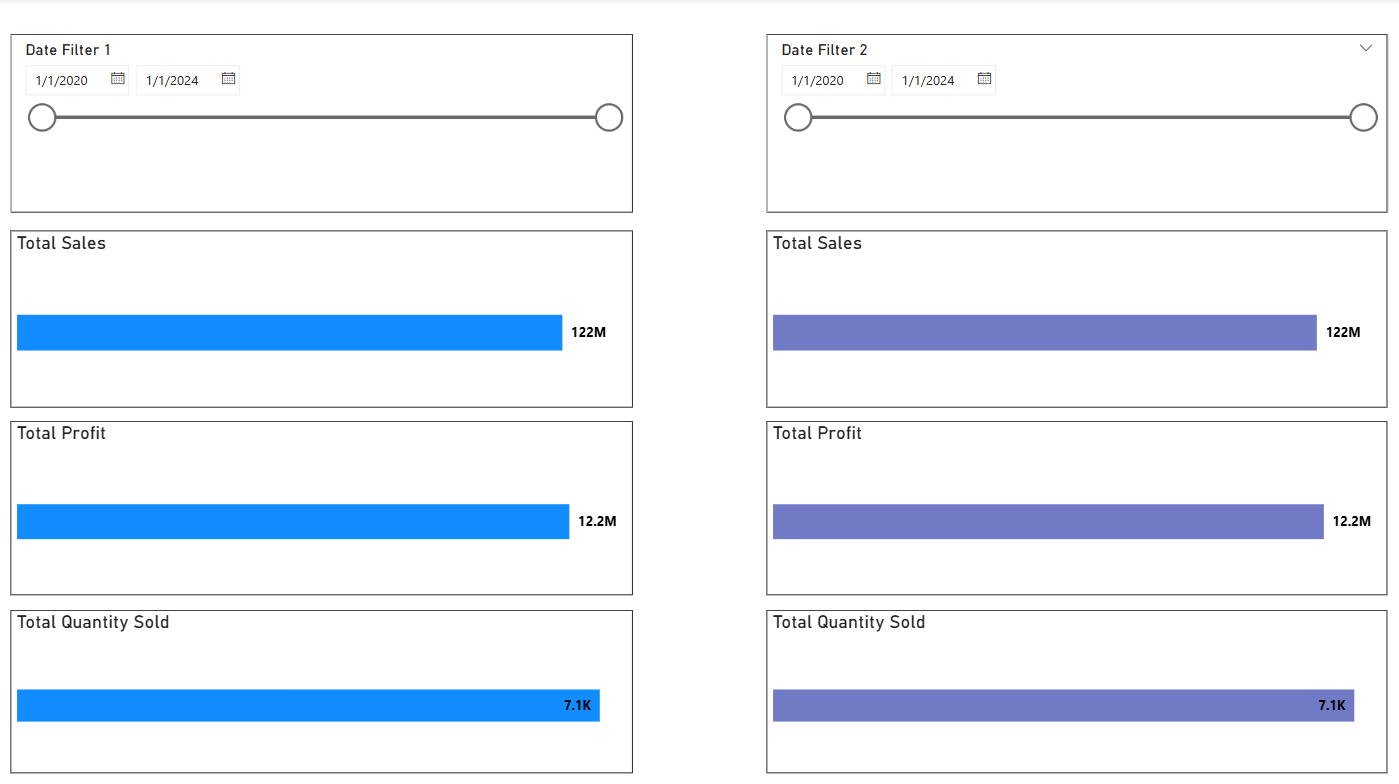 Date Filter 1
1/1/2020 1/1/2024
Total Sales
122M
Total Profit
12.2M
Total Quantity Sold
7.1K
Date Filter 2
1/1/2020 1/1/2024
Total Sales
122M
Total Profit
12.2M
Total Quantity Sold
7.1K